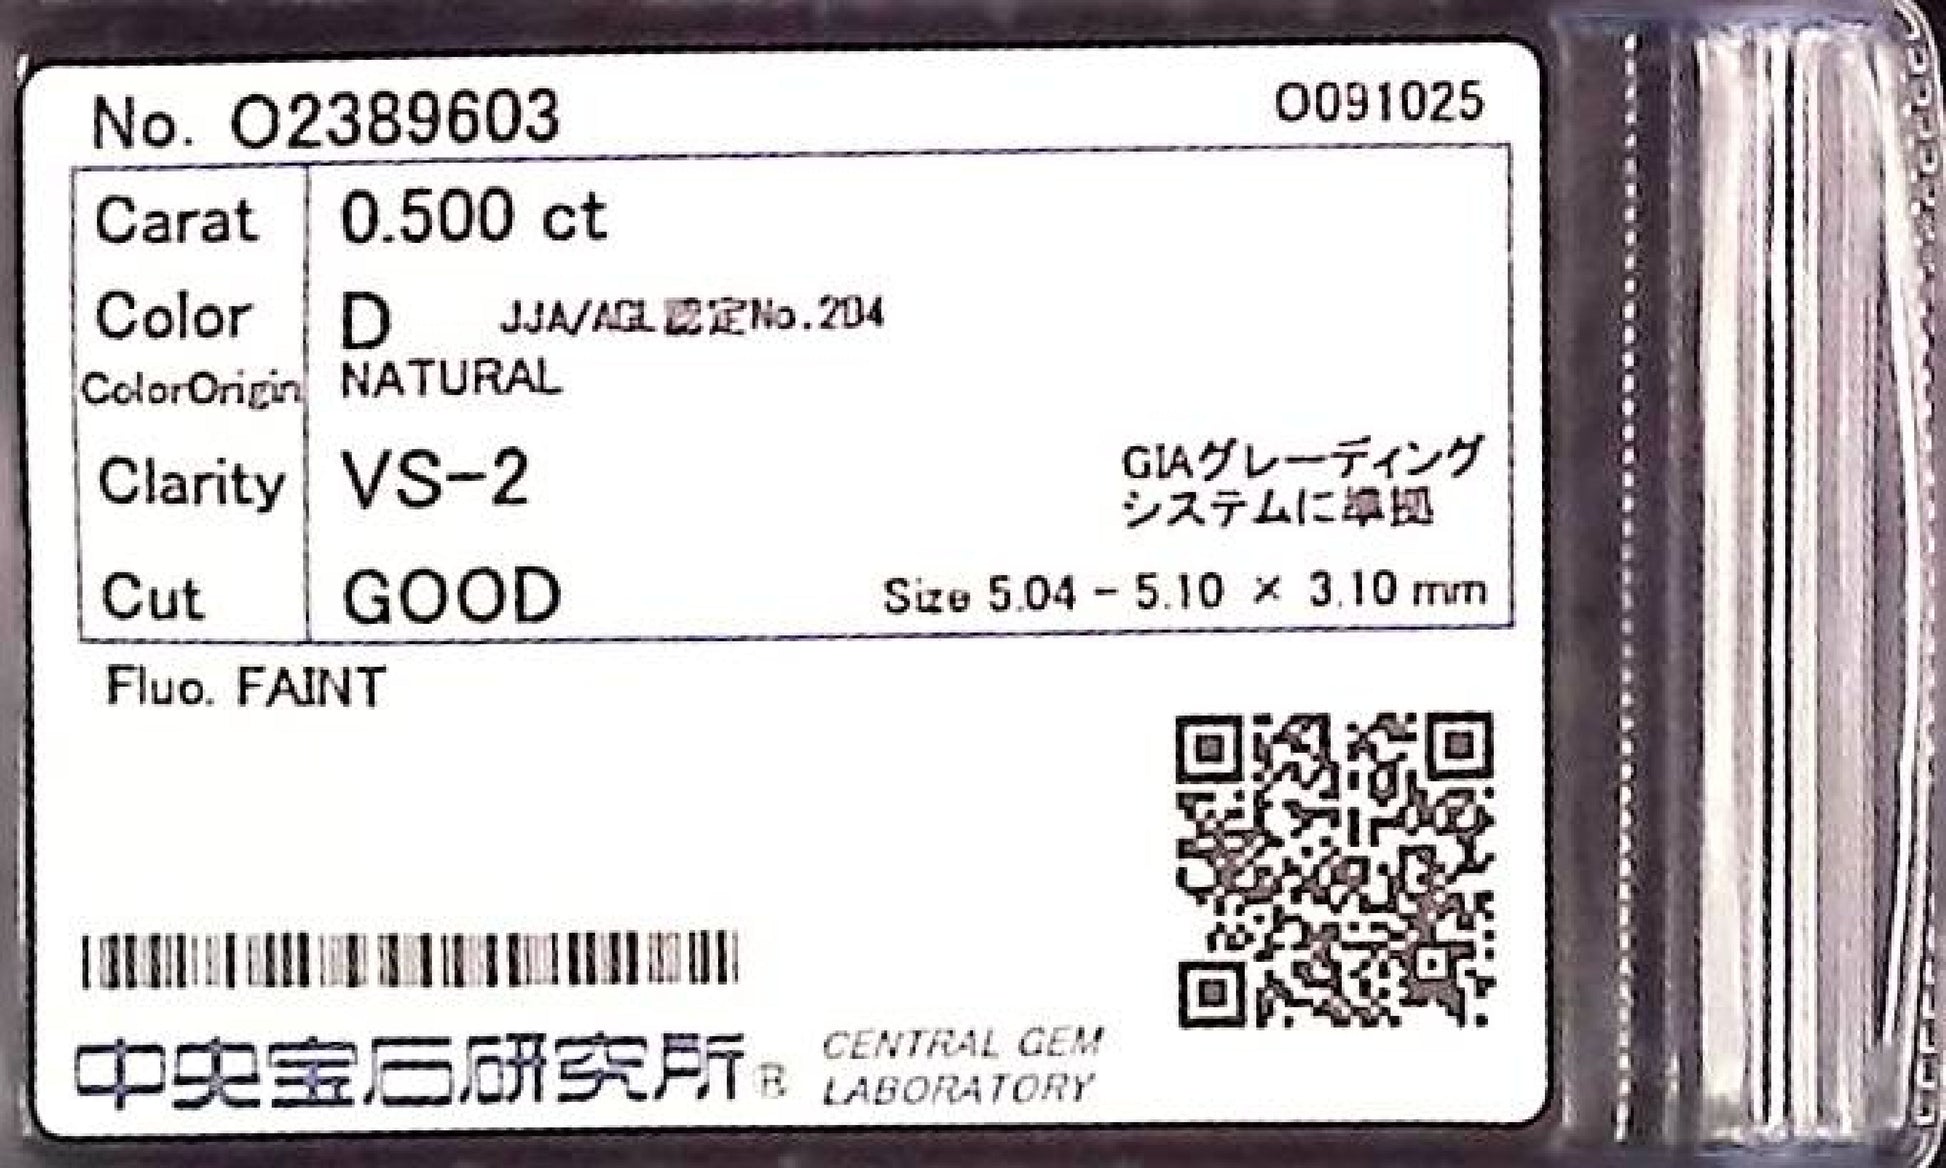 No. O2389603 O091025
Carat 0.500 ct
Color D JJA/AGL認定No.204
ColorOrigin NATURAL
Clarity VS-2
GIAグレーディング
システムに準拠
Cut GOOD Size 5.04 - 5.10 × 3.10 mm
Fluo. FAINT
中央宝石研究所® CENTRAL GEM
LABORATORY